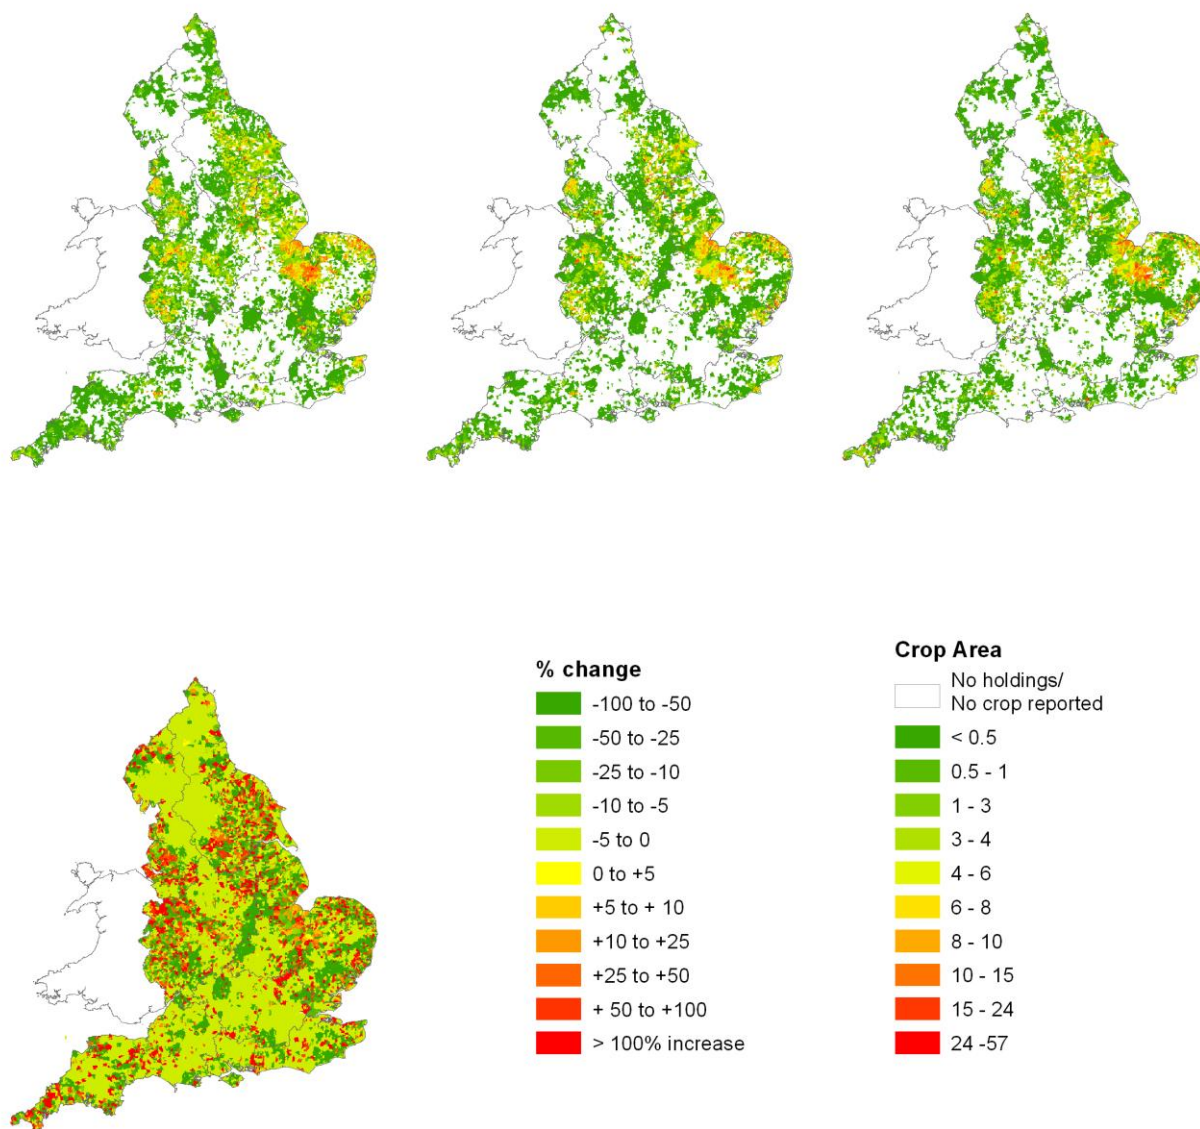 % change
-100 to -50
-50 to -25
-25 to -10
-10 to -5
-5 to 0
0 to +5
+5 to + 10
+10 to +25
+25 to +50
+ 50 to +100
> 100% increase
Crop Area
No holdings/
No crop reported
< 0.5
0.5 - 1
1 - 3
3 - 4
4 - 6
6 - 8
8 - 10
10 - 15
15 - 24
24 -57